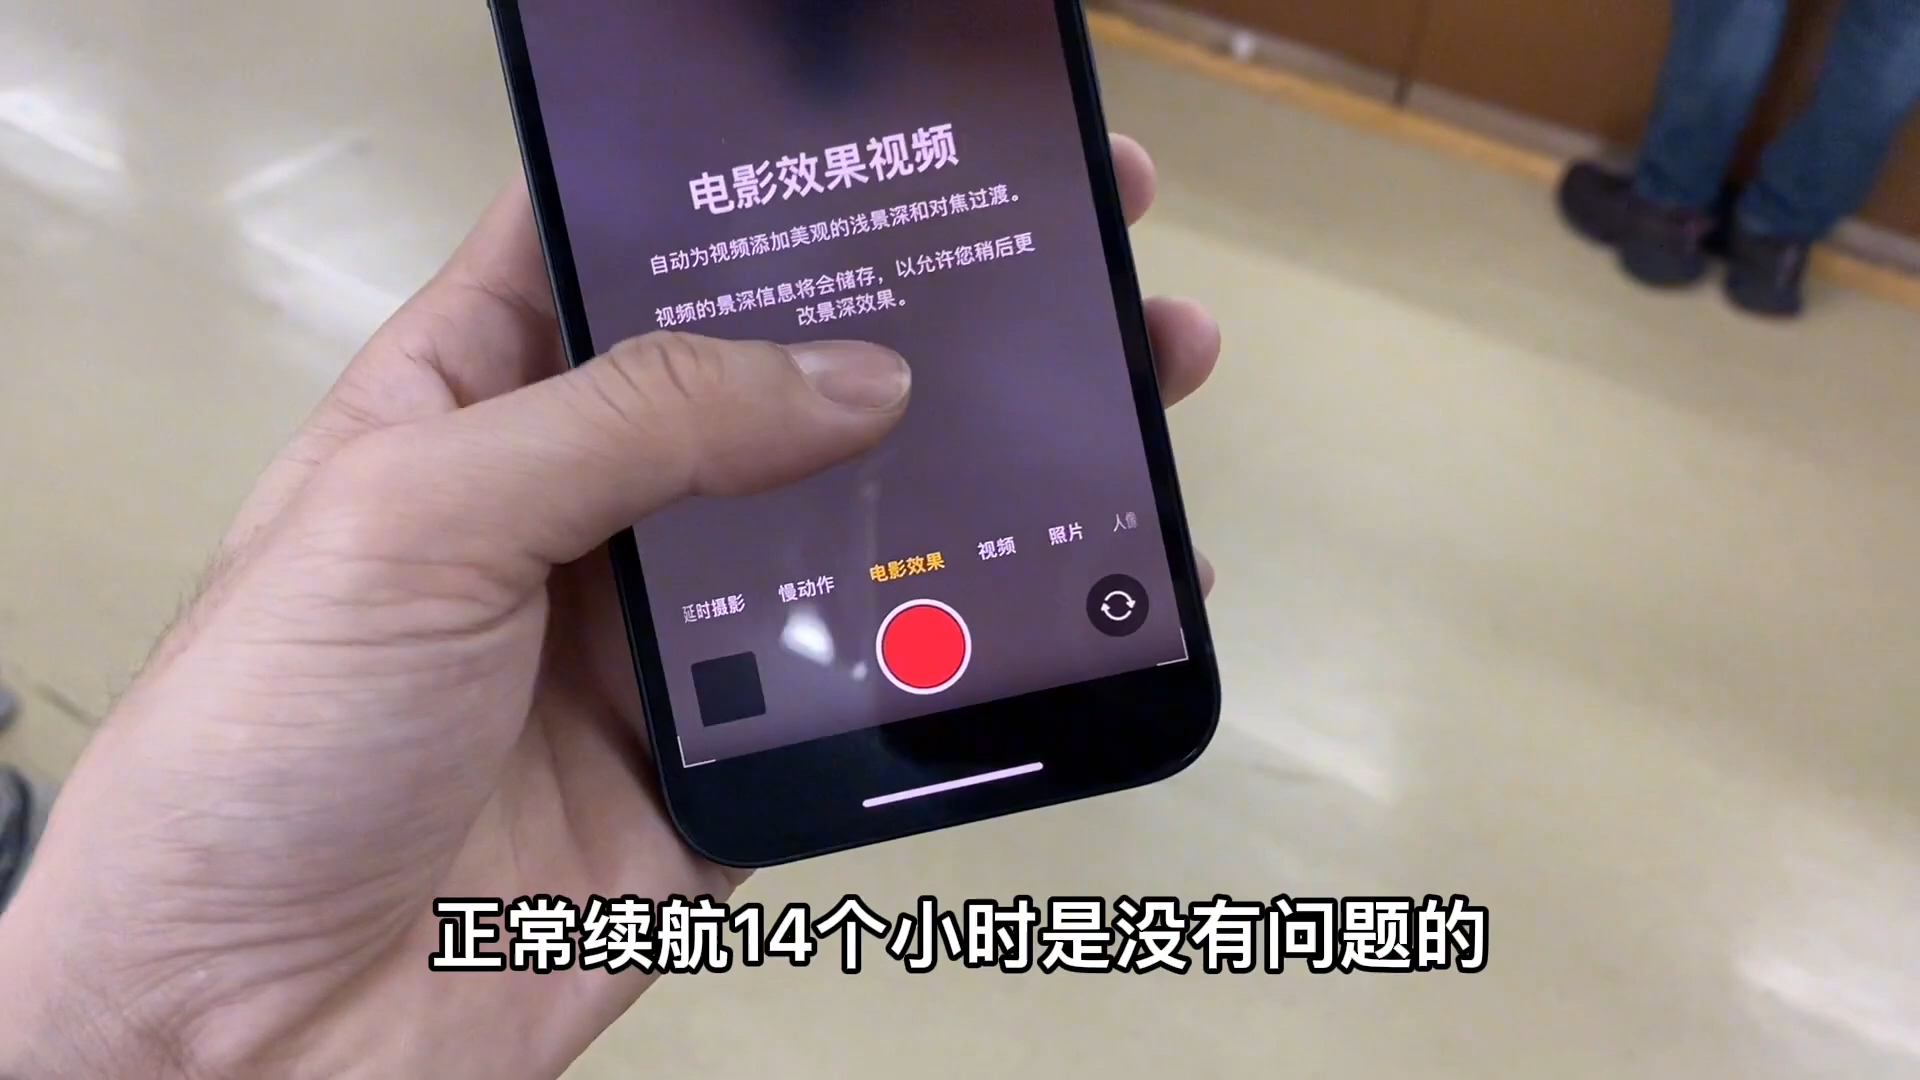 电影效果视频
自动为视频添加美观的浅景深和对焦过渡。
视频的景深信息将会储存，以允许您稍后更
改景深效果。
延时摄影 慢动作 电影效果 视频 照片 人像
正常续航14个小时是没有问题的